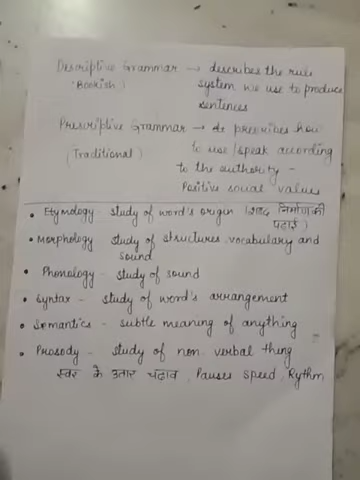 Descriptive Grammar → describes the rule
(Bookish) system we use to produce
sentences
Prescriptive Grammar → It prescribes how
(Traditional) to use/speak according
to the authority -
Positive social values
• Etymology - study of word's origin (शब्द निर्माण की
पढ़ाई)
• Morphology study of structures, vocabulary and
sound
• Phonology - study of sound
• Syntax - study of word's arrangement
• Semantics - subtle meaning of anything
• Prosody - study of non verbal thing
स्वर के उतार चढ़ाव, Pauses speed, Rythm